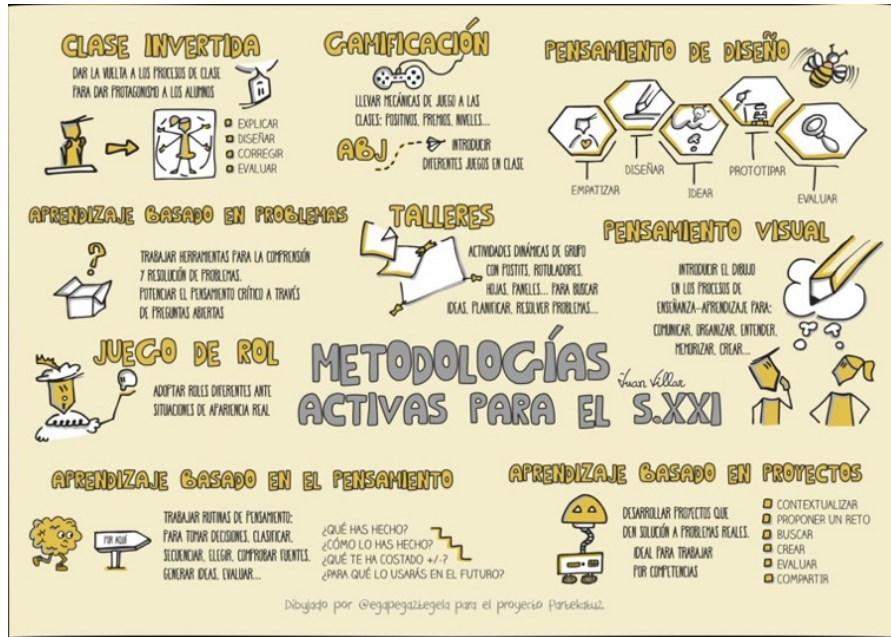 CLASE INVERTIDA
DAR LA VUELTA A LOS PROCESOS DE CLASE
PARA DAR PROTAGONISMO A LOS ALUMNOS
EXPLICAR
DISEÑAR
CORREGIR
EVALUAR
GAMIFICACIÓN
LLEVAR MECÁNICAS DE JUEGO A LAS
CLASES: POSITIVOS, PREMIOS, NIVELES...
ABJ
INTRODUCIR
DIFERENTES JUEGOS EN CLASE
PENSAMIENTO DE DISEÑO
EMPATIZAR
DISEÑAR
IDEAR
PROTOTIPAR
EVALUAR
APRENDIZAJE BASADO EN PROBLEMAS
TRABAJAR HERRAMIENTAS PARA LA COMPRENSIÓN
Y RESOLUCIÓN DE PROBLEMAS.
POTENCIAR EL PENSAMIENTO CRÍTICO A TRAVÉS
DE PREGUNTAS ABIERTAS
TALLERES
ACTIVIDADES DINÁMICAS DE GRUPO
CON POSTITS, ROTULADORES,
HOJAS, PANELES... PARA BUSCAR
IDEAS, PLANIFICAR, RESOLVER PROBLEMAS...
PENSAMIENTO VISUAL
INTRODUCIR EL DIBUJO
EN LOS PROCESOS DE
ENSEÑANZA-APRENDIZAJE PARA:
COMUNICAR, ORGANIZAR, ENTENDER,
MEMORIZAR, CREAR...
JUEGO DE ROL
ADOPTAR ROLES DIFERENTES ANTE
SITUACIONES DE APARIENCIA REAL
METODOLOGÍAS
ACTIVAS PARA EL S.XXI
Juan Villar
APRENDIZAJE BASADO EN EL PENSAMIENTO
POR AQUÍ
TRABAJAR RUTINAS DE PENSAMIENTO:
PARA TOMAR DECISIONES, CLASIFICAR,
SECUENCIAR, ELEGIR, COMPROBAR FUENTES,
GENERAR IDEAS, EVALUAR...
¿QUÉ HAS HECHO?
¿CÓMO LO HAS HECHO?
¿QUÉ TE HA COSTADO +/-?
¿PARA QUÉ LO USARÁS EN EL FUTURO?
APRENDIZAJE BASADO EN PROYECTOS
DESARROLLAR PROYECTOS QUE
DEN SOLUCIÓN A PROBLEMAS REALES.
IDEAL PARA TRABAJAR
POR COMPETENCIAS
CONTEXTUALIZAR
PROPONER UN RETO
BUSCAR
CREAR
EVALUAR
COMPARTIR
Dibujado por @egapegaztegela para el proyecto Partekatuz